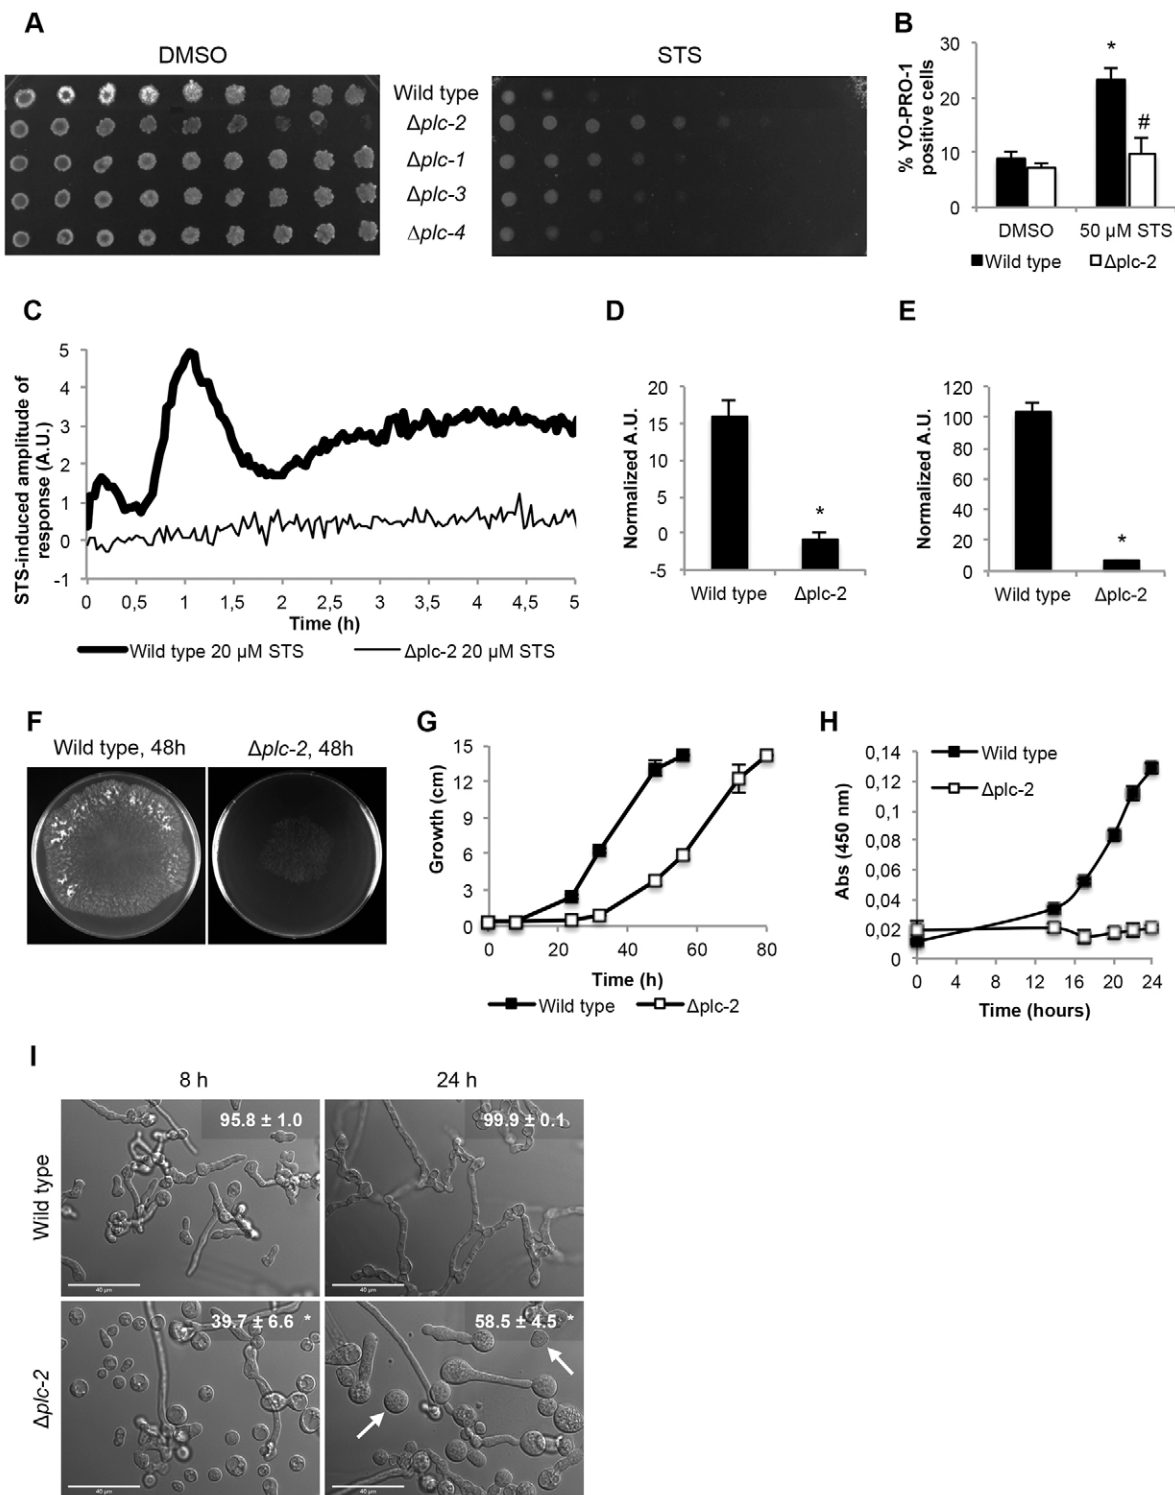 A
DMSO
STS
Wild type
Δplc-2
Δplc-1
Δplc-3
Δplc-4
B
% YO-PRO-1
positive cells
30
20
10
0
*
#
DMSO
50 µM STS
Wild type
Δplc-2
C
STS-induced amplitude of
response (A.U.)
5
4
3
2
1
0
-1
0 0,5 1 1,5 2 2,5 3 3,5 4 4,5 5
Time (h)
Wild type 20 µM STS
Δplc-2 20 µM STS
D
Normalized A.U.
20
15
10
5
0
-5
*
Wild type Δplc-2
E
Normalized A.U.
120
100
80
60
40
20
0
*
Wild type Δplc-2
F
Wild type, 48h
Δplc-2, 48h
G
Growth (cm)
15
12
9
6
3
0
0 20 40 60 80
Time (h)
Wild type Δplc-2
H
Abs (450 nm)
0,14
0,12
0,1
0,08
0,06
0,04
0,02
0
Wild type
Δplc-2
0 4 8 12 16 20 24
Time (hours)
I
8 h
24 h
Wild type
95.8 ± 1.0
99.9 ± 0.1
40 µm
40 µm
Δplc-2
39.7 ± 6.6 *
58.5 ± 4.5 *
40 µm
40 µm